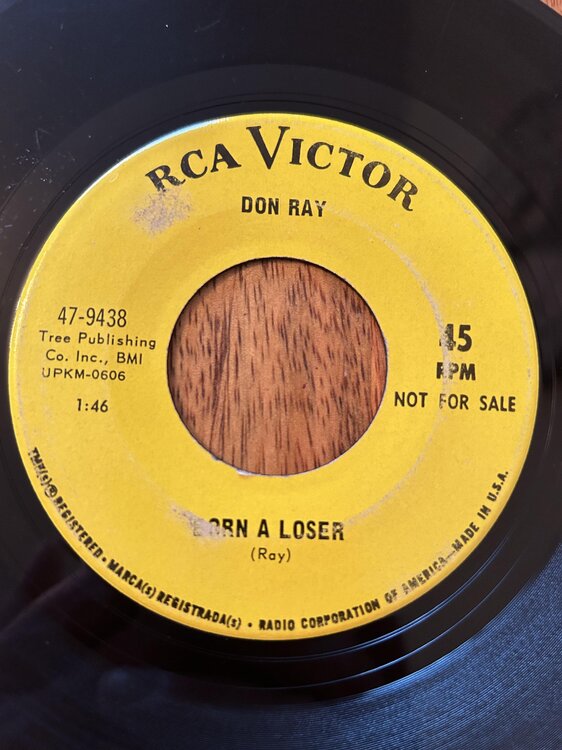 RCA VICTOR
DON RAY
47-9438
Tree Publishing
Co. Inc., BMI
UPKM-0606
1:46
45
RPM
NOT FOR SALE
BORN A LOSER
(Ray)
TMK(s) ® REGISTERED • MARCA(s) REGISTRADA(s) • RADIO CORPORATION OF AMERICA—MADE IN U.S.A.